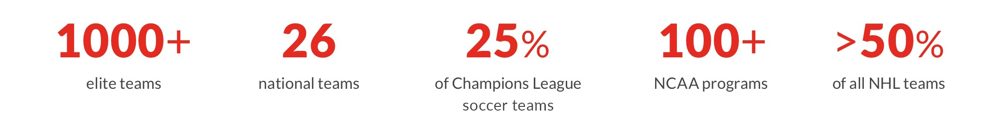 1000+ 26 25% 100+ >50%
elite teams national teams of Champions League NCAA programs of all NHL teams
soccer teams